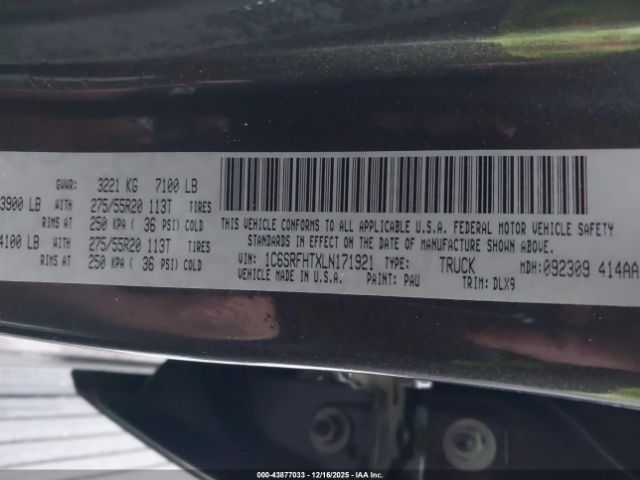 GVWR: 3221 KG 7100 LB
3900 LB WITH 275/55R20 113T TIRES
RIMS AT 250 KPA ( 36 PSI) COLD
4100 LB WITH 275/55R20 113T TIRES
RIMS AT 250 KPA ( 36 PSI) COLD
THIS VEHICLE CONFORMS TO ALL APPLICABLE U.S.A. FEDERAL MOTOR VEHICLE SAFETY
STANDARDS IN EFFECT ON THE DATE OF MANUFACTURE SHOWN ABOVE.
VIN: 1C6SRFHTXLN171921 TYPE: TRUCK MDH: 092309 414AA
VEHICLE MADE IN U.S.A. PAINT: PAU TRIM: DLX9
000-43877033 - 12/16/2025 - IAA Inc.